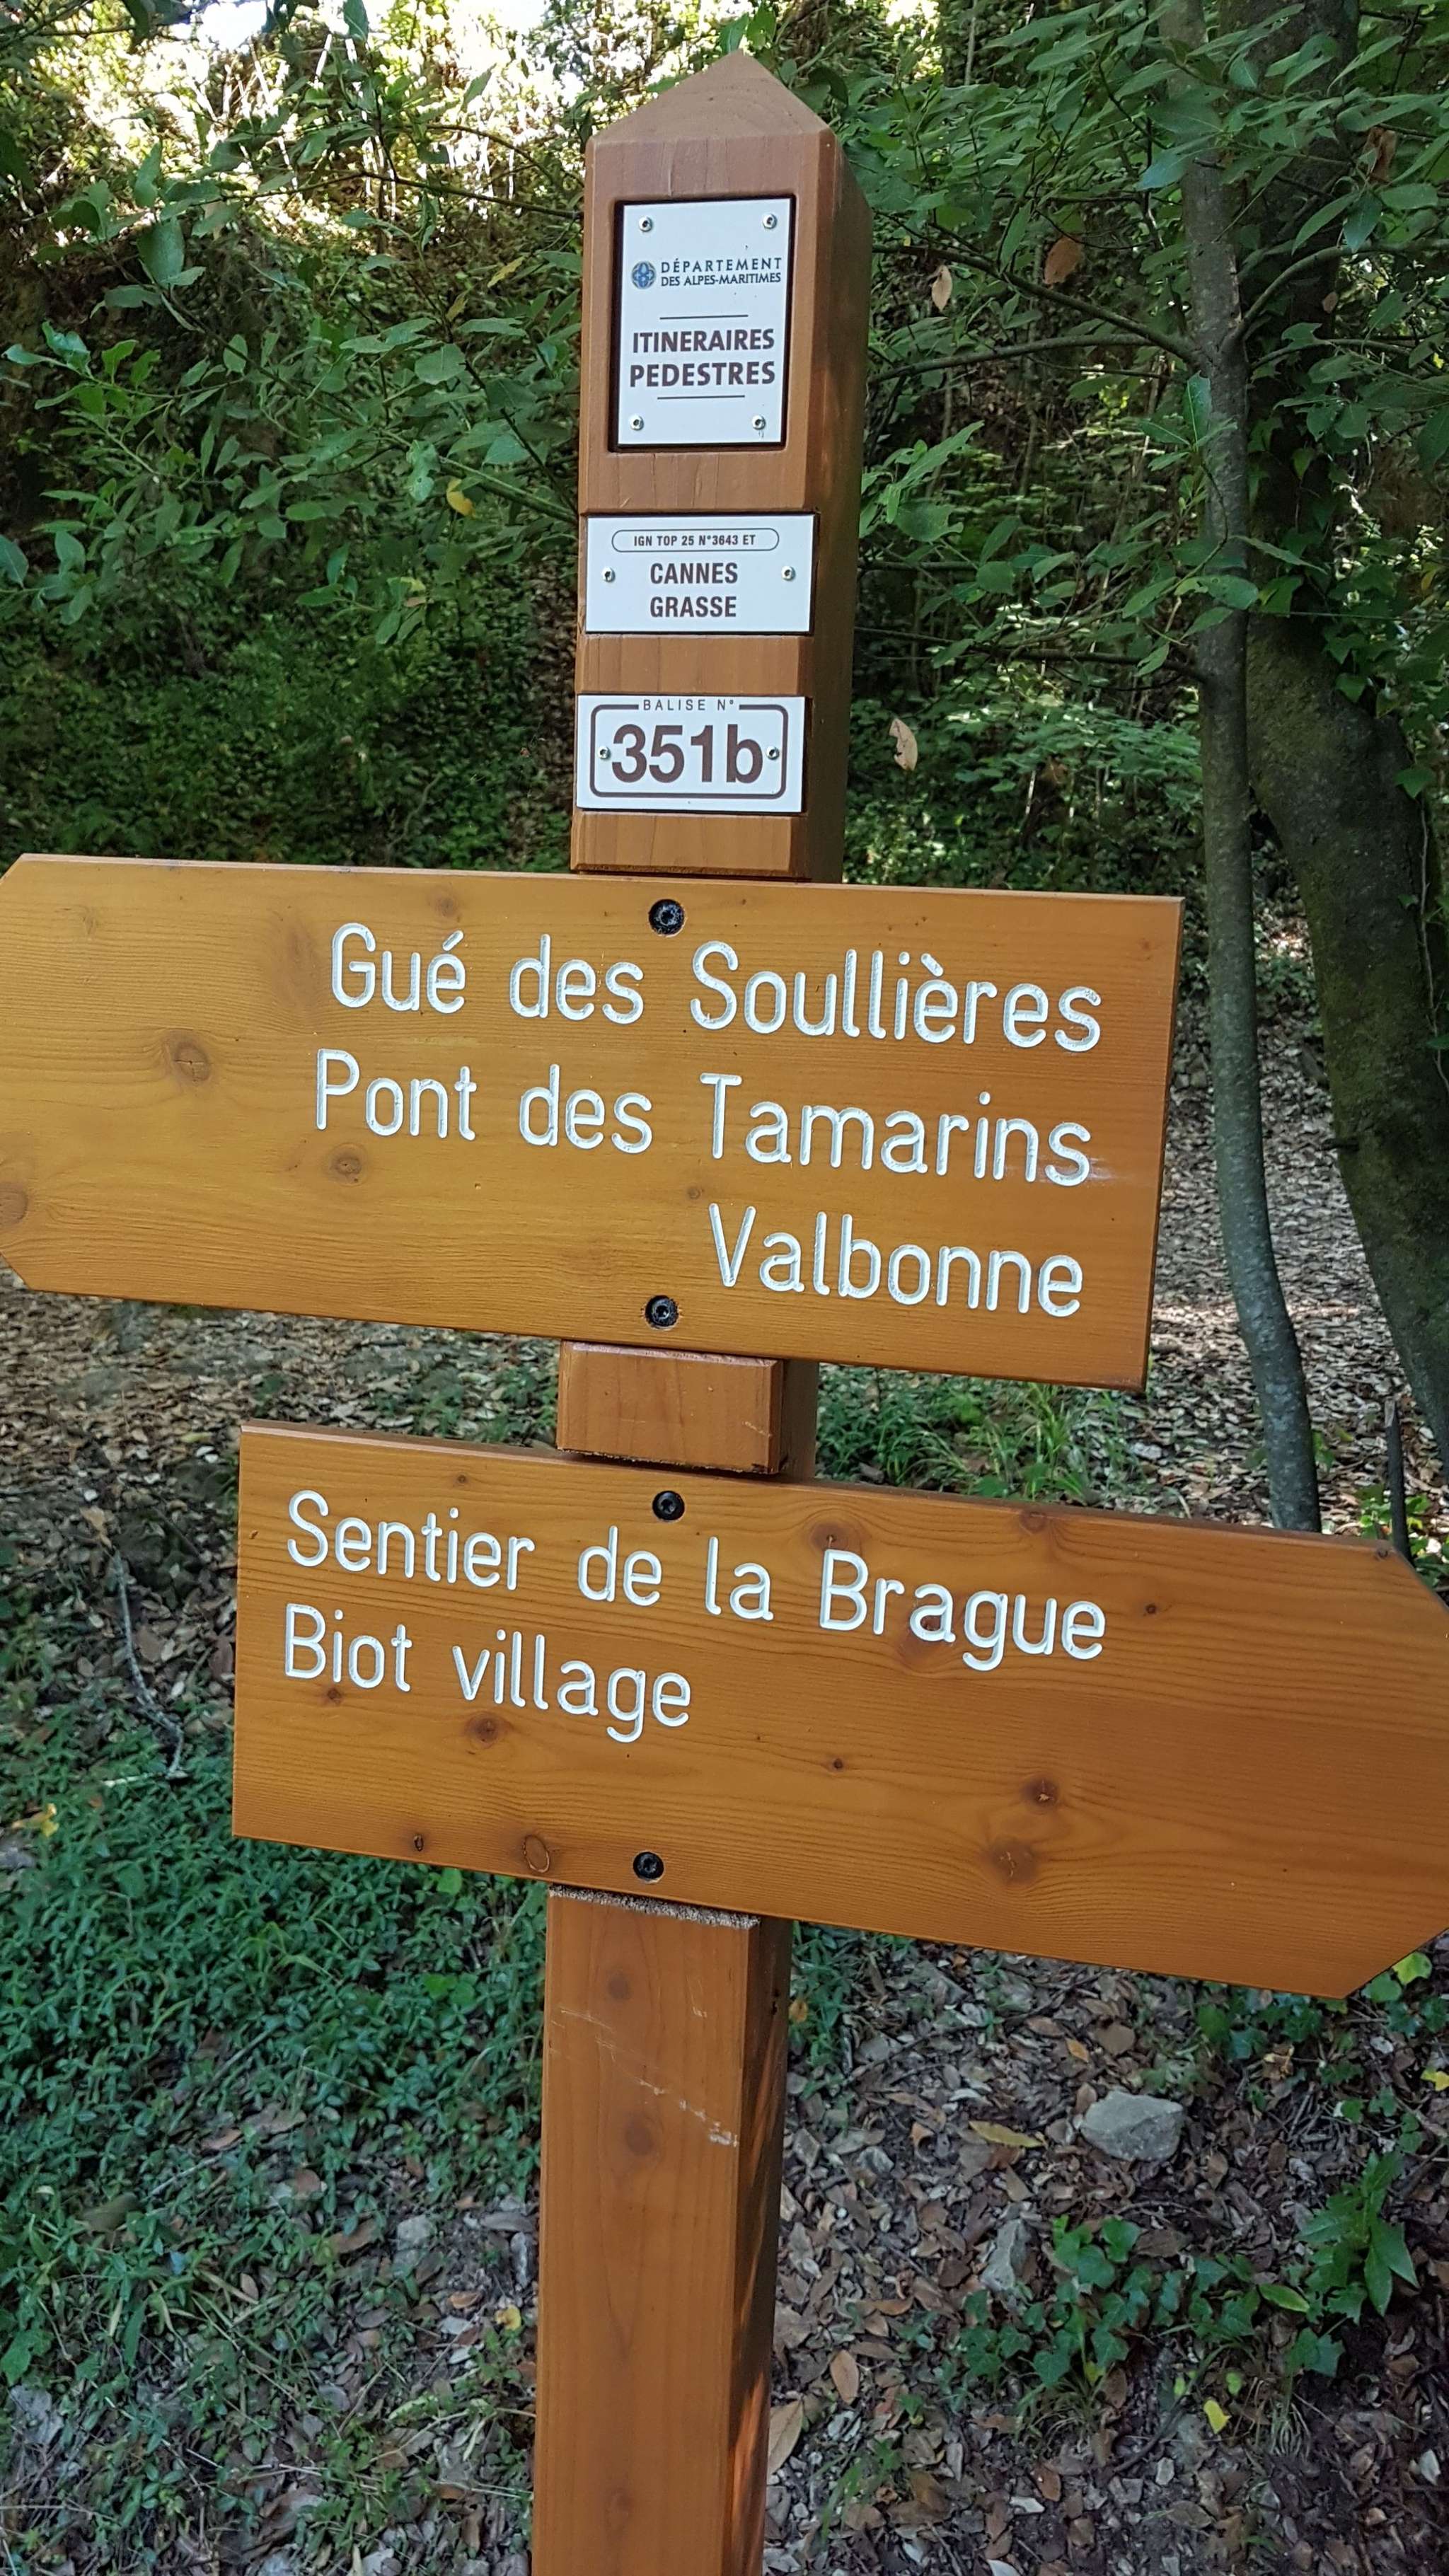 DÉPARTEMENT
DES ALPES-MARITIMES
ITINERAIRES
PEDESTRES
IGN TOP 25 N°3643 ET
CANNES
GRASSE
BALISE N°
351b
Gué des Soullières
Pont des Tamarins
Valbonne
Sentier de la Brague
Biot village